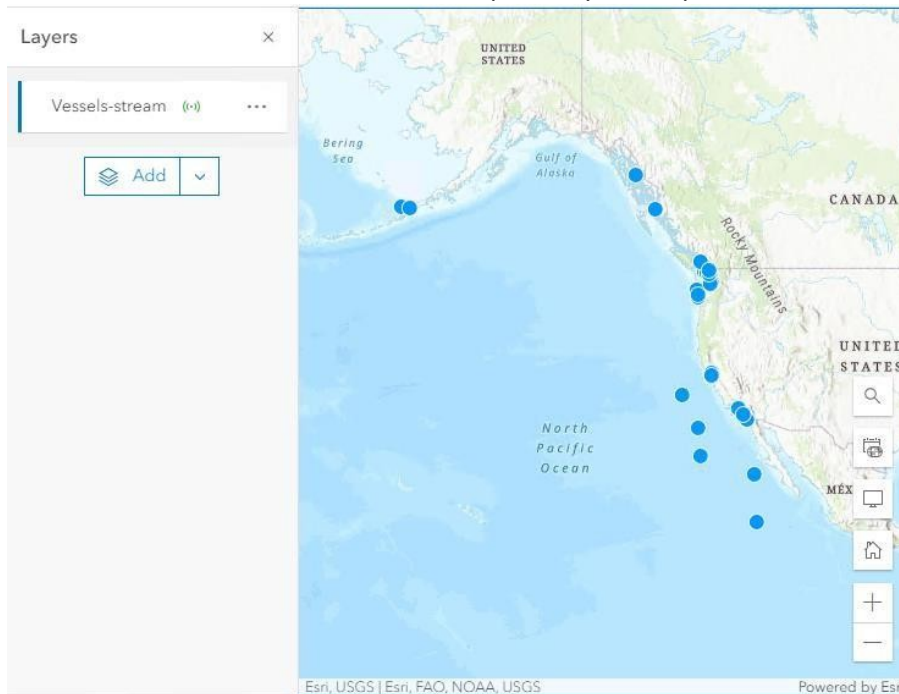 Layers
Vessels-stream
Add
UNITED
STATES
Bering
Sea
Gulf of
Alaska
CANADA
Rocky Mountains
UNITED
STATES
North
Pacific
Ocean
MÉX
Esri, USGS | Esri, FAO, NOAA, USGS
Powered by Esri